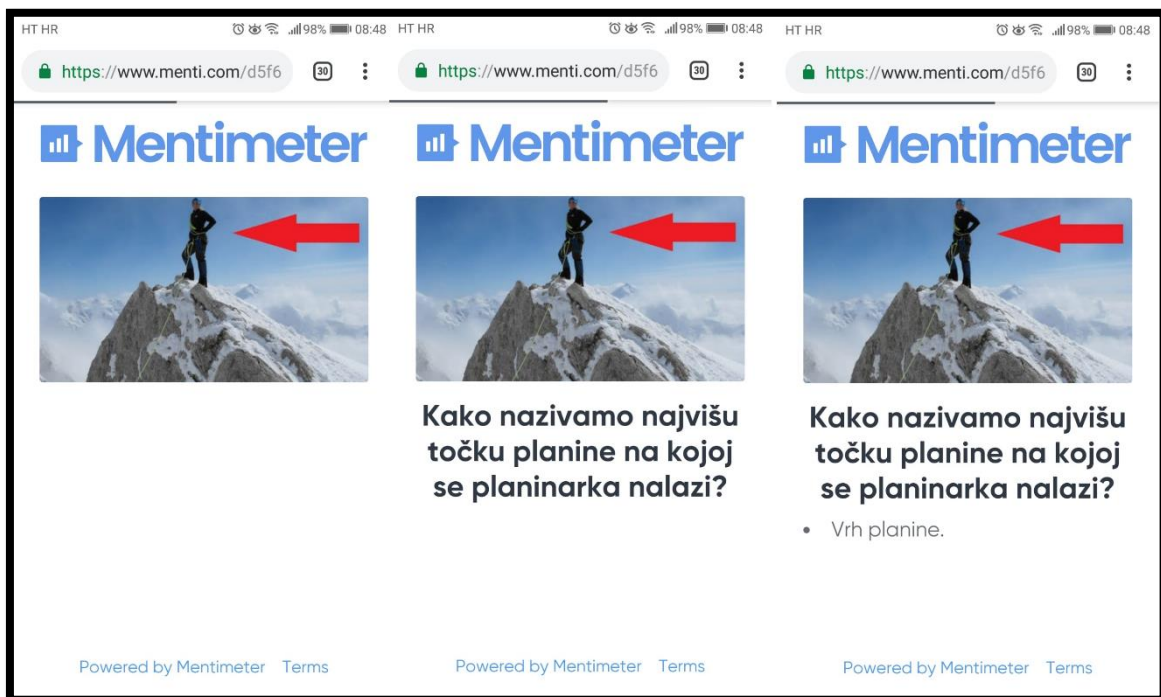 HT HR 98% 08:48
https://www.menti.com/d5f6 30
Mentimeter
Powered by Mentimeter Terms
HT HR 98% 08:48
https://www.menti.com/d5f6 30
Mentimeter
Kako nazivamo najvišu
točku planine na kojoj
se planinarka nalazi?
Powered by Mentimeter Terms
HT HR 98% 08:48
https://www.menti.com/d5f6 30
Mentimeter
Kako nazivamo najvišu
točku planine na kojoj
se planinarka nalazi?
• Vrh planine.
Powered by Mentimeter Terms